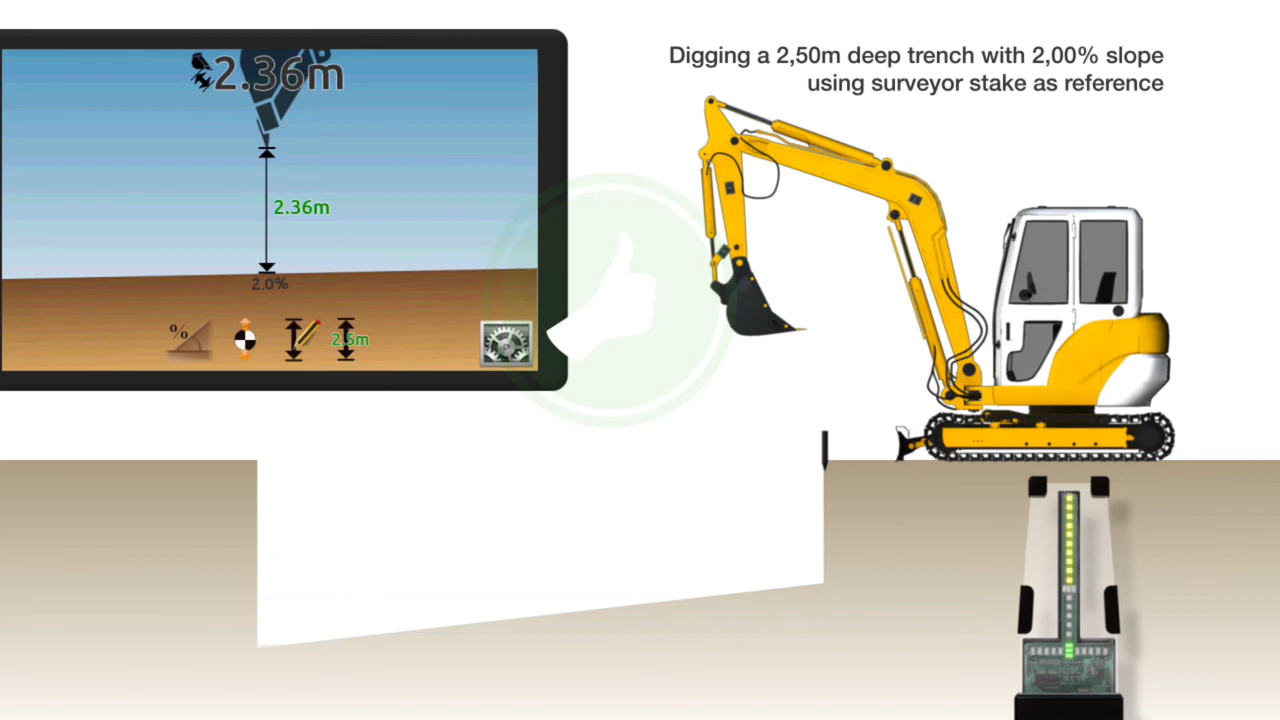 Digging a 2,50m deep trench with 2,00% slope
using surveyor stake as reference
2.36m
2.36m
2.0%
%
2.5m